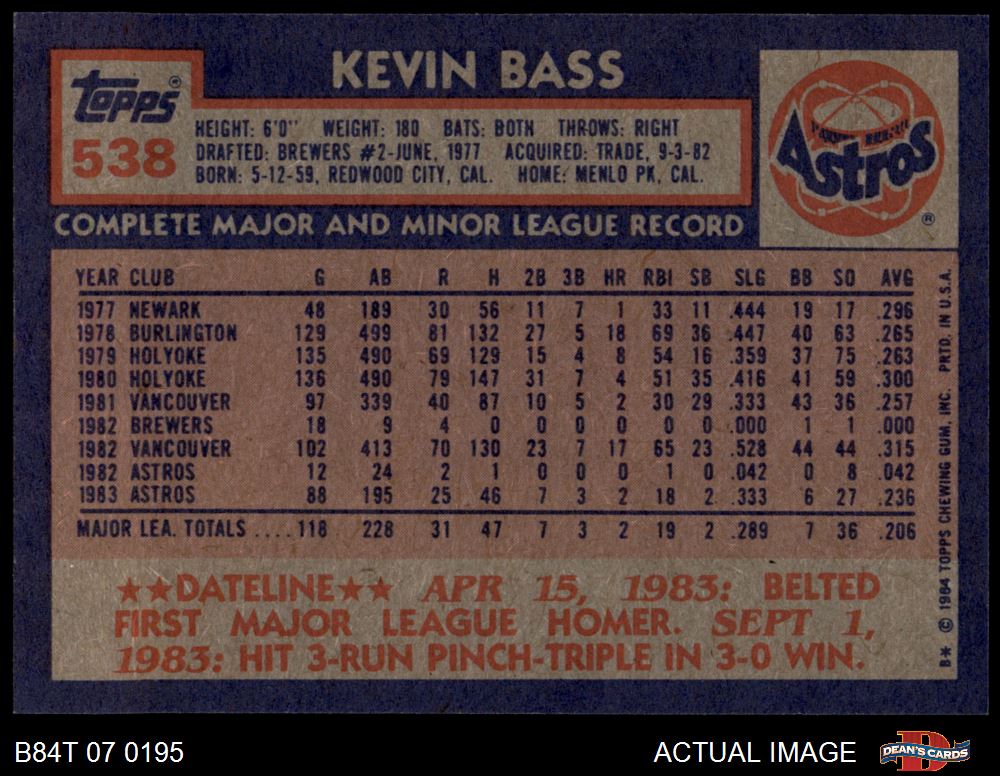 KEVIN BASS
Topps®
538
HEIGHT: 6'0" WEIGHT: 180 BATS: BOTH THROWS: RIGHT
DRAFTED: BREWERS #2-JUNE, 1977 ACQUIRED: TRADE, 9-3-82
BORN: 5-12-59, REDWOOD CITY, CAL. HOME: MENLO PK, CAL.
Astros
®
COMPLETE MAJOR AND MINOR LEAGUE RECORD
YEAR CLUB G AB R H 2B 3B HR RBI SB SLG BB SO AVG
1977 NEWARK 48 189 30 56 11 7 1 33 11 .444 19 17 .296
1978 BURLINGTON 129 499 81 132 27 5 18 69 36 .447 40 63 .265
1979 HOLYOKE 135 490 69 129 15 4 8 54 16 .359 37 75 .263
1980 HOLYOKE 136 490 79 147 31 7 4 51 35 .416 41 59 .300
1981 VANCOUVER 97 339 40 87 10 5 2 30 29 .333 43 36 .257
1982 BREWERS 18 9 4 0 0 0 0 0 0 .000 1 1 .000
1982 VANCOUVER 102 413 70 130 23 7 17 65 23 .528 44 44 .315
1982 ASTROS 12 24 2 1 0 0 0 1 0 .042 0 8 .042
1983 ASTROS 88 195 25 46 7 3 2 18 2 .333 6 27 .236
MAJOR LEA. TOTALS ....118 228 31 47 7 3 2 19 2 .289 7 36 .206
★★DATELINE★★ APR 15, 1983: BELTED
FIRST MAJOR LEAGUE HOMER. SEPT 1,
1983: HIT 3-RUN PINCH-TRIPLE IN 3-0 WIN.
B* © 1984 TOPPS CHEWING GUM, INC. PRTD. IN U.S.A.
B84T 07 0195
ACTUAL IMAGE
D
DEAN'S CARDS